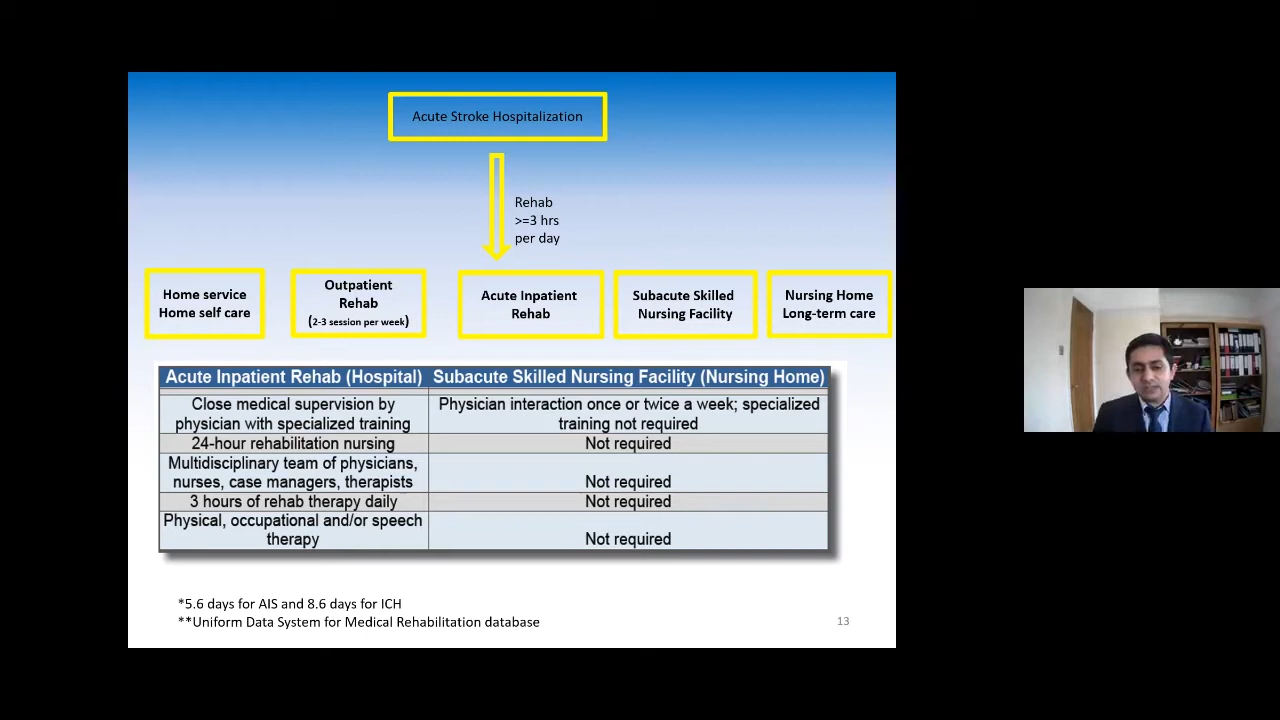 Acute Stroke Hospitalization
Rehab
>=3 hrs
per day
Home service
Home self care
Outpatient
Rehab
(2-3 session per week)
Acute Inpatient
Rehab
Subacute Skilled
Nursing Facility
Nursing Home
Long-term care
Acute Inpatient Rehab (Hospital)
Subacute Skilled Nursing Facility (Nursing Home)
Close medical supervision by
physician with specialized training
Physician interaction once or twice a week; specialized
training not required
24-hour rehabilitation nursing
Not required
Multidisciplinary team of physicians,
nurses, case managers, therapists
Not required
3 hours of rehab therapy daily
Not required
Physical, occupational and/or speech
therapy
Not required
*5.6 days for AIS and 8.6 days for ICH
**Uniform Data System for Medical Rehabilitation database
13